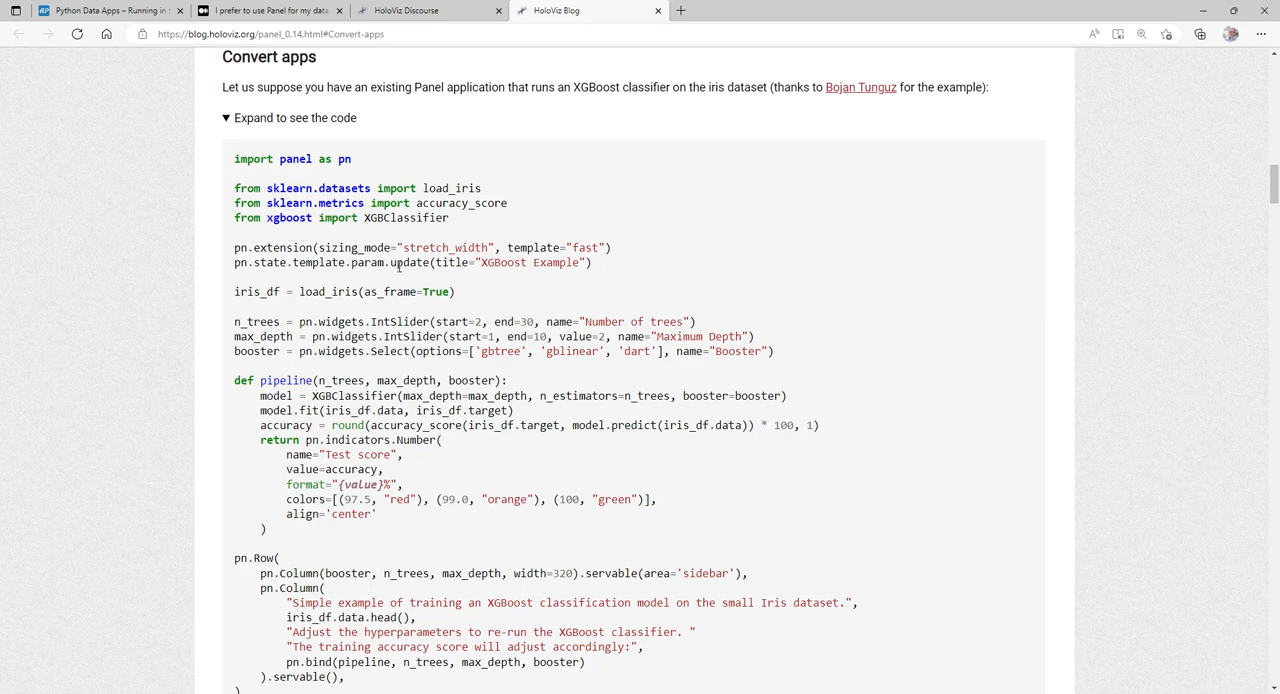 Python Data Apps – Running in
I prefer to use Panel for my data
HoloViz Discourse
HoloViz Blog
https://blog.holoviz.org/panel_0.14.html#Convert-apps
Convert apps
Let us suppose you have an existing Panel application that runs an XGBoost classifier on the iris dataset (thanks to Bojan Tunguz for the example):
▼ Expand to see the code
import panel as pn
from sklearn.datasets import load_iris
from sklearn.metrics import accuracy_score
from xgboost import XGBClassifier
pn.extension(sizing_mode="stretch_width", template="fast")
pn.state.template.param.update(title="XGBoost Example")
iris_df = load_iris(as_frame=True)
n_trees = pn.widgets.IntSlider(start=2, end=30, name="Number of trees")
max_depth = pn.widgets.IntSlider(start=1, end=10, value=2, name="Maximum Depth")
booster = pn.widgets.Select(options=['gbtree', 'gblinear', 'dart'], name="Booster")
def pipeline(n_trees, max_depth, booster):
    model = XGBClassifier(max_depth=max_depth, n_estimators=n_trees, booster=booster)
    model.fit(iris_df.data, iris_df.target)
    accuracy = round(accuracy_score(iris_df.target, model.predict(iris_df.data)) * 100, 1)
    return pn.indicators.Number(
        name="Test score",
        value=accuracy,
        format="{value}%",
        colors=[(97.5, "red"), (99.0, "orange"), (100, "green")],
        align='center'
    )
pn.Row(
    pn.Column(booster, n_trees, max_depth, width=320).servable(area='sidebar'),
    pn.Column(
        "Simple example of training an XGBoost classification model on the small Iris dataset.",
        iris_df.data.head(),
        "Adjust the hyperparameters to re-run the XGBoost classifier. "
        "The training accuracy score will adjust accordingly:",
        pn.bind(pipeline, n_trees, max_depth, booster)
    ).servable(),
)